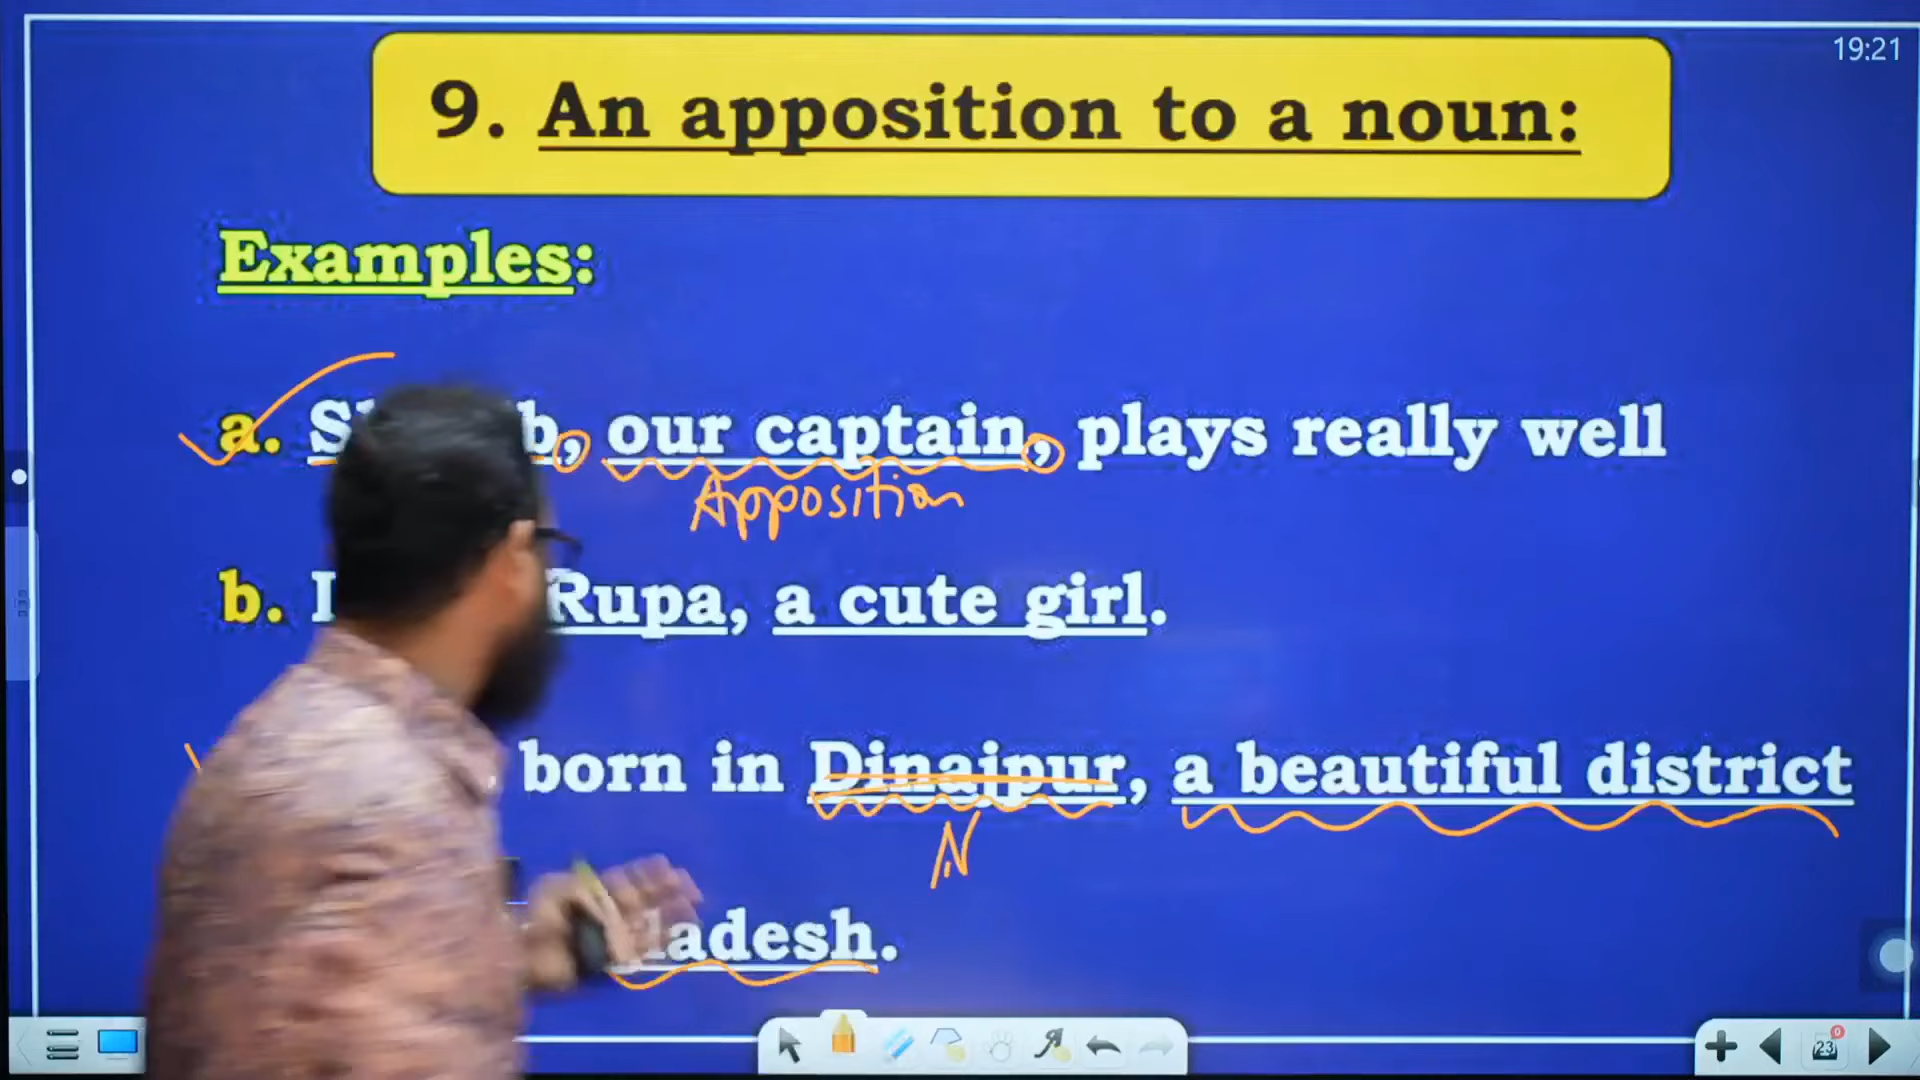 19:21
9. An apposition to a noun:
Examples:
a. our captain, plays really well
Apposition
b. Rupa, a cute girl.
born in Dinajpur, a beautiful district
N
23
0